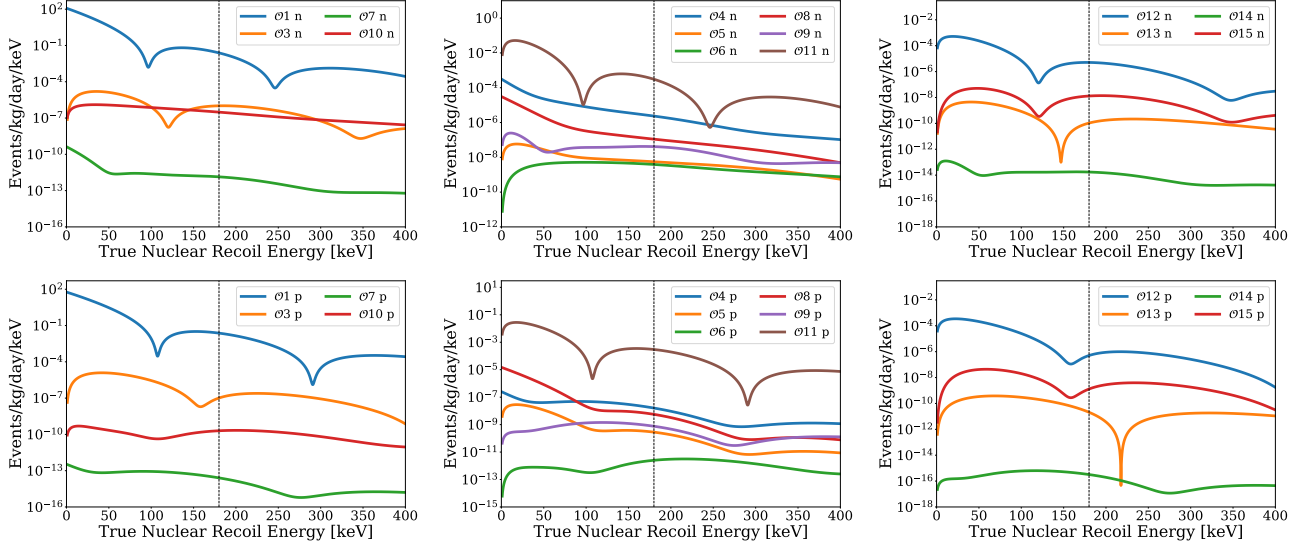 𝒪1 n 𝒪7 n
𝒪3 n 𝒪10 n
10² 10⁻¹ 10⁻⁴ 10⁻⁷ 10⁻¹⁰ 10⁻¹³ 10⁻¹⁶
Events/kg/day/keV
0 50 100 150 200 250 300 350 400
True Nuclear Recoil Energy [keV]
𝒪4 n 𝒪8 n
𝒪5 n 𝒪9 n
𝒪6 n 𝒪11 n
10⁰ 10⁻² 10⁻⁴ 10⁻⁶ 10⁻⁸ 10⁻¹⁰ 10⁻¹²
Events/kg/day/keV
0 50 100 150 200 250 300 350 400
True Nuclear Recoil Energy [keV]
𝒪12 n 𝒪14 n
𝒪13 n 𝒪15 n
10⁻² 10⁻⁴ 10⁻⁶ 10⁻⁸ 10⁻¹⁰ 10⁻¹² 10⁻¹⁴ 10⁻¹⁶ 10⁻¹⁸
Events/kg/day/keV
0 50 100 150 200 250 300 350 400
True Nuclear Recoil Energy [keV]
𝒪1 p 𝒪7 p
𝒪3 p 𝒪10 p
10² 10⁻¹ 10⁻⁴ 10⁻⁷ 10⁻¹⁰ 10⁻¹³ 10⁻¹⁶
Events/kg/day/keV
0 50 100 150 200 250 300 350 400
True Nuclear Recoil Energy [keV]
𝒪4 p 𝒪8 p
𝒪5 p 𝒪9 p
𝒪6 p 𝒪11 p
10¹ 10⁻¹ 10⁻³ 10⁻⁵ 10⁻⁷ 10⁻⁹ 10⁻¹¹ 10⁻¹³ 10⁻¹⁵
Events/kg/day/keV
0 50 100 150 200 250 300 350 400
True Nuclear Recoil Energy [keV]
𝒪12 p 𝒪14 p
𝒪13 p 𝒪15 p
10⁻² 10⁻⁴ 10⁻⁶ 10⁻⁸ 10⁻¹⁰ 10⁻¹² 10⁻¹⁴ 10⁻¹⁶ 10⁻¹⁸
Events/kg/day/keV
0 50 100 150 200 250 300 350 400
True Nuclear Recoil Energy [keV]